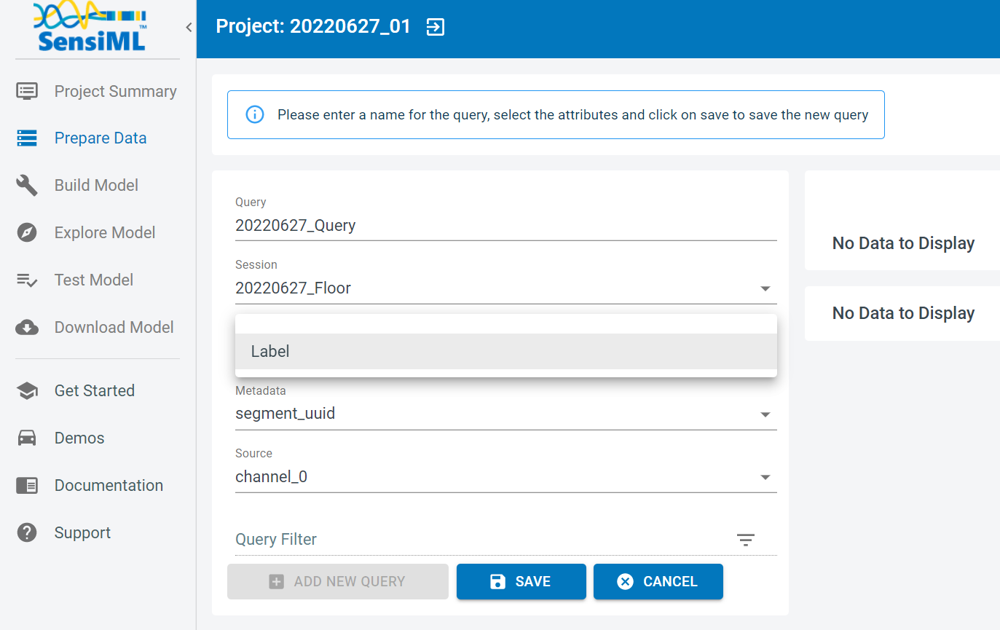 SensiML
TM
Project: 20220627_01
Project Summary
Prepare Data
Build Model
Explore Model
Test Model
Download Model
Get Started
Demos
Documentation
Support
Please enter a name for the query, select the attributes and click on save to save the new query
Query
20220627_Query
Session
20220627_Floor
Label
Metadata
segment_uuid
Source
channel_0
Query Filter
ADD NEW QUERY
SAVE
CANCEL
No Data to Display
No Data to Display